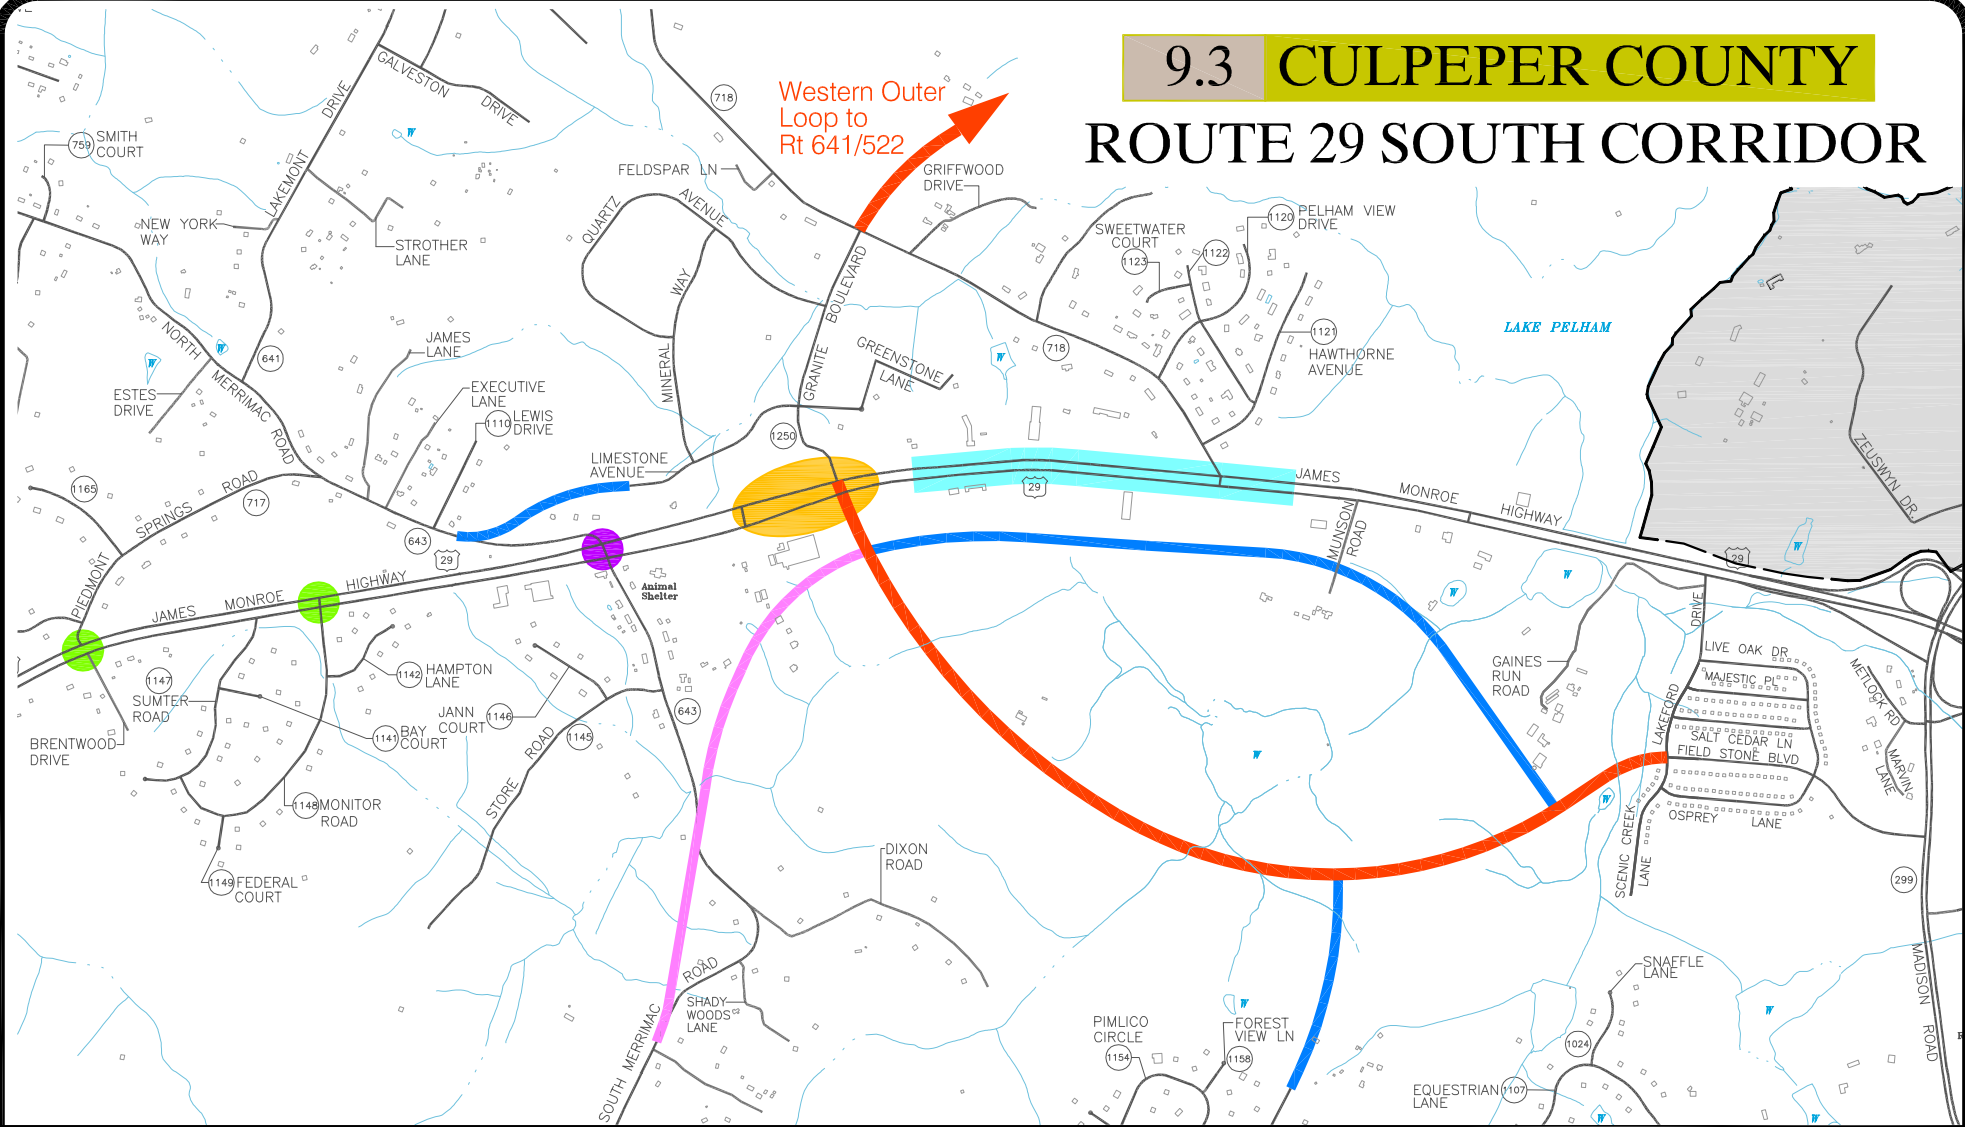 9.3 CULPEPER COUNTY
ROUTE 29 SOUTH CORRIDOR
Western Outer
Loop to
Rt 641/522
GALVESTON DRIVE
718
759
SMITH
COURT
LAKEMONT DRIVE
FELDSPAR LN
GRIFFWOOD
DRIVE
QUARTZ AVENUE
NEW YORK
WAY
STROTHER
LANE
SWEETWATER
COURT
1123
1122
1120
PELHAM VIEW
DRIVE
MINERAL WAY
GRANITE BOULEVARD
LAKE PELHAM
1121
HAWTHORNE
AVENUE
718
NORTH MERRIMAC ROAD
641
JAMES
LANE
GREENSTONE
LANE
ESTES
DRIVE
EXECUTIVE
LANE
1110
LEWIS
DRIVE
1250
LIMESTONE
AVENUE
ZEUSWYN DR.
1165
SPRINGS ROAD
717
29
JAMES MONROE HIGHWAY
MUNSON
ROAD
643
29
29
PIEDMONT
JAMES MONROE HIGHWAY
Animal
Shelter
DRIVE
LAKEFORD
LIVE OAK DR
MAJESTIC PL
SALT CEDAR LN
FIELD STONE BLVD
OSPREY LANE
METLOCK RD
MARVIN
LANE
GAINES
RUN
ROAD
1147
SUMTER
ROAD
1142
HAMPTON
LANE
BRENTWOOD
DRIVE
1141
BAY
COURT
JANN
COURT
1146
1145
STORE ROAD
643
1148
MONITOR
ROAD
1149
FEDERAL
COURT
DIXON
ROAD
SCENIC CREEK
LANE
299
MADISON ROAD
SOUTH MERRIMAC ROAD
SHADY
WOODS
LANE
PIMLICO
CIRCLE
1154
FOREST
VIEW LN
1158
SNAFFLE
LANE
1024
EQUESTRIAN
LANE
1107
W
W
W
W
W
W
W
W
W
W
W
W
W